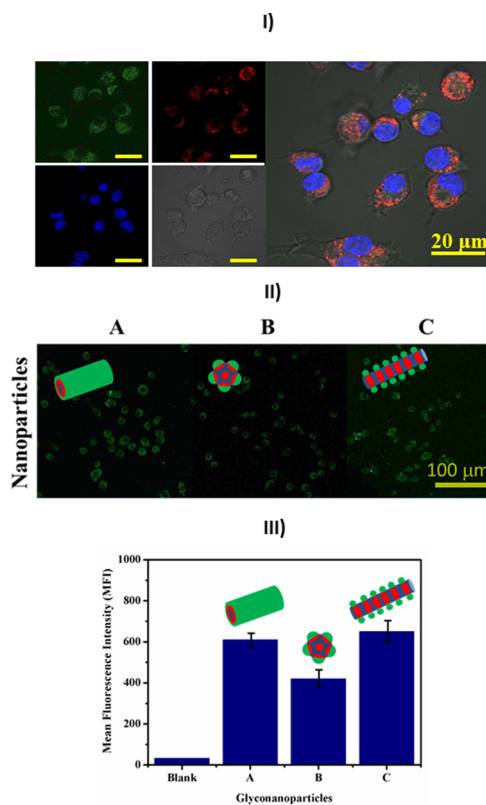 I)
20 µm
II)
A B C
Nanoparticles
100 µm
III)
1000
800
600
400
200
0
Mean Fluorescence Intensity (MFI)
Blank A B C
Glyconanoparticles